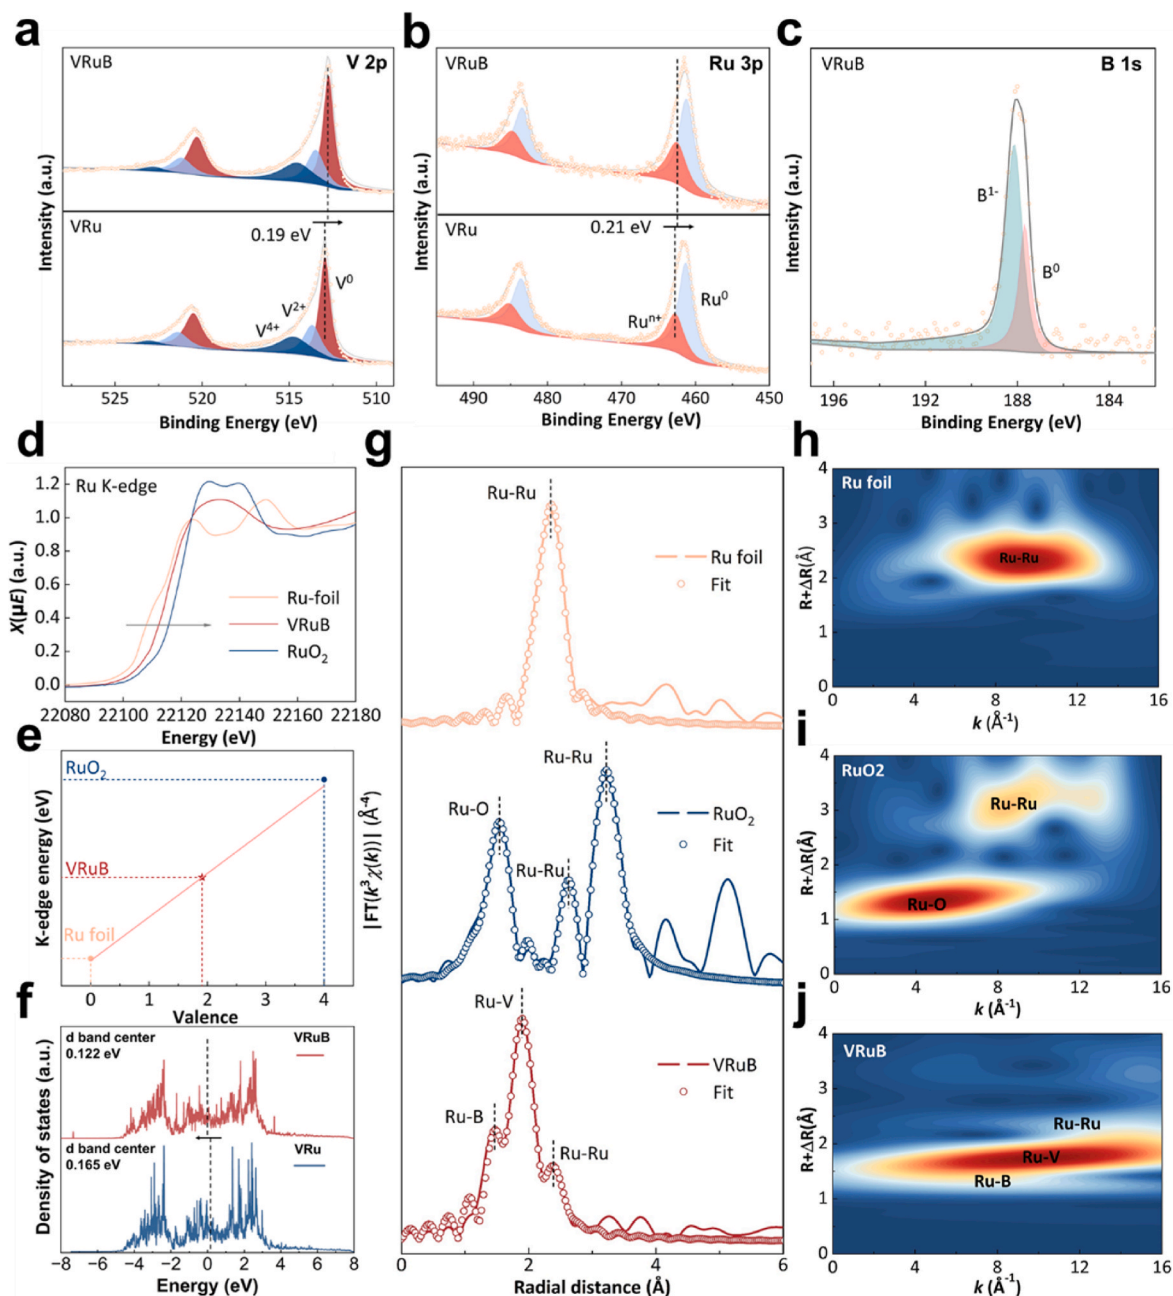 a
VRuB
V 2p
VRu
0.19 eV
V⁰
V²⁺
V⁴⁺
525 520 515 510
Binding Energy (eV)
Intensity (a.u.)
Intensity (a.u.)
b
VRuB
Ru 3p
VRu
0.21 eV
Ruⁿ⁺
Ru⁰
490 480 470 460 450
Binding Energy (eV)
Intensity (a.u.)
Intensity (a.u.)
c
VRuB
B 1s
B¹⁻
B⁰
196 192 188 184
Binding Energy (eV)
Intensity (a.u.)
d
Ru K-edge
1.2
1.0
0.8
0.6
0.4
0.2
0.0
Ru-foil
VRuB
RuO₂
22080 22100 22120 22140 22160 22180
Energy (eV)
X(μE) (a.u.)
e
RuO₂
VRuB
Ru foil
0 1 2 3 4
Valence
K-edge energy (eV)
f
d band center
0.122 eV
VRuB
d band center
0.165 eV
VRu
−8 −6 −4 −2 0 2 4 6 8
Energy (eV)
Density of states (a.u.)
g
Ru-Ru
Ru foil
Fit
Ru-Ru
Ru-O
Ru-Ru
RuO₂
Fit
Ru-V
Ru-B
Ru-Ru
VRuB
Fit
0 1 2 3 4 5 6
Radial distance (Å)
|FT(k³χ(k))| (Å⁻⁴)
h
Ru foil
Ru-Ru
4
3
2
1
0
0 4 8 12 16
k (Å⁻¹)
R+ΔR(Å)
i
RuO2
Ru-Ru
Ru-O
4
3
2
1
0
0 4 8 12 16
k (Å⁻¹)
R+ΔR(Å)
j
VRuB
Ru-Ru
Ru-V
Ru-B
4
3
2
1
0
0 4 8 12 16
k (Å⁻¹)
R+ΔR(Å)